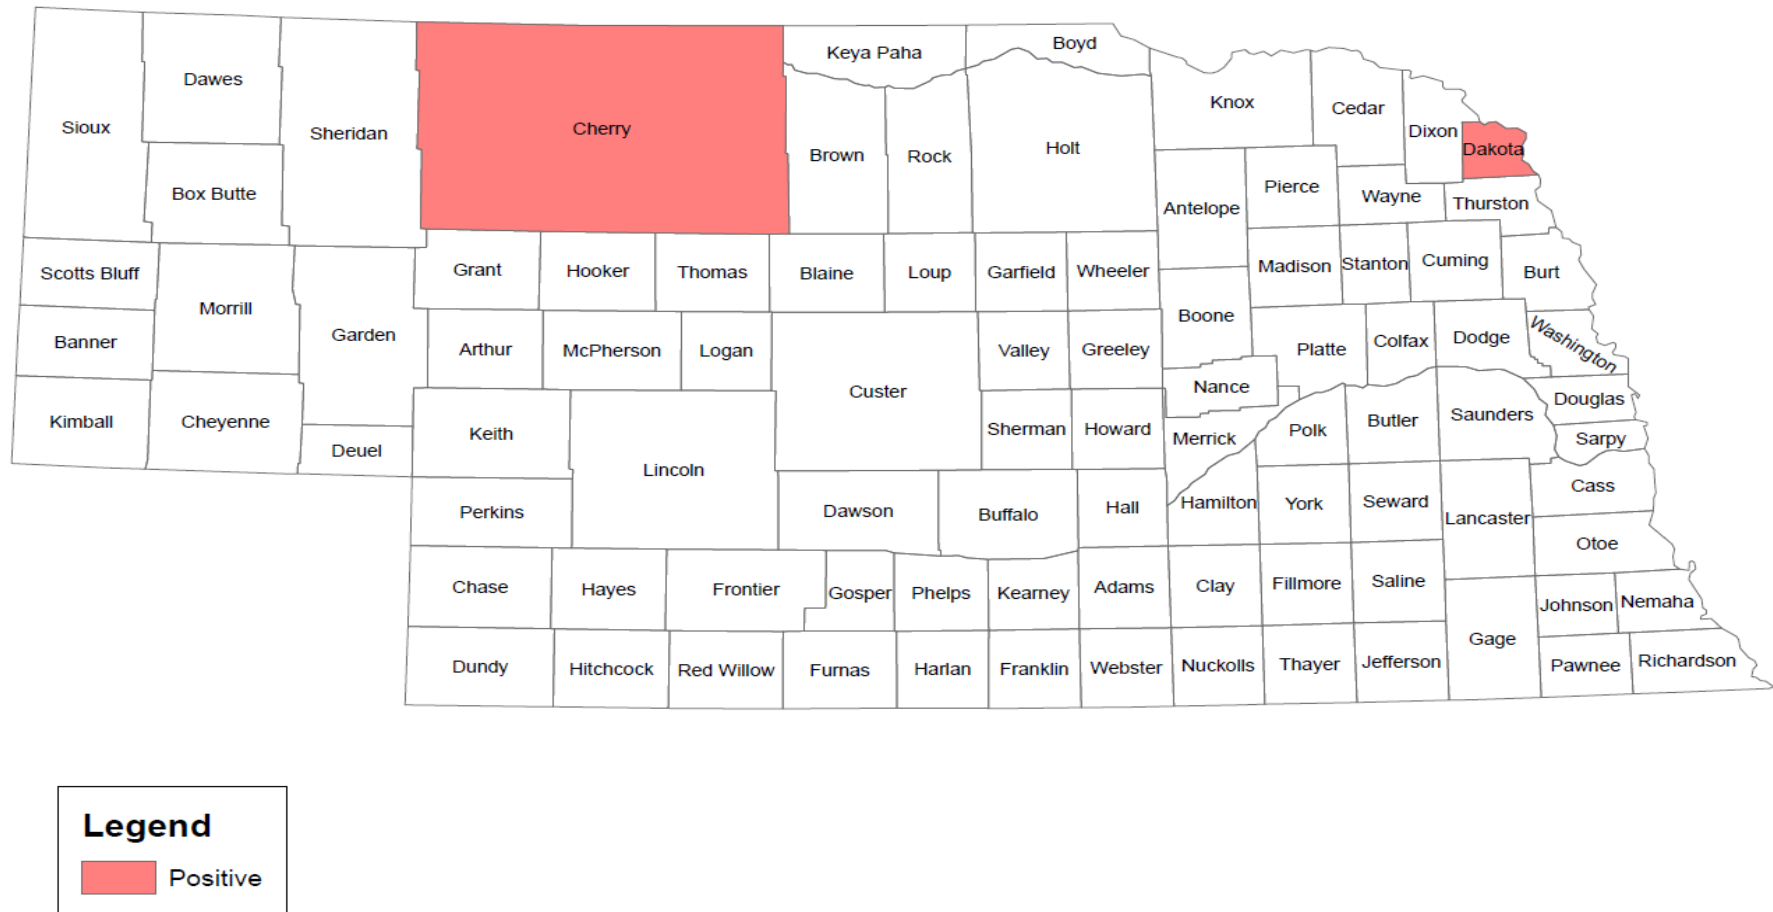 Keya Paha
Boyd
Dawes
Knox
Cedar
Sioux
Sheridan
Cherry
Dixon
Brown
Rock
Holt
Dakota
Box Butte
Pierce
Wayne
Antelope
Thurston
Scotts Bluff
Grant
Hooker
Thomas
Blaine
Loup
Garfield
Wheeler
Madison
Stanton
Cuming
Burt
Morrill
Boone
Banner
Garden
Arthur
McPherson
Logan
Valley
Greeley
Platte
Colfax
Dodge
Washington
Custer
Nance
Douglas
Kimball
Cheyenne
Keith
Sherman
Howard
Merrick
Polk
Butler
Saunders
Sarpy
Deuel
Lincoln
Perkins
Dawson
Buffalo
Hall
Hamilton
York
Seward
Lancaster
Cass
Otoe
Chase
Hayes
Frontier
Gosper
Phelps
Kearney
Adams
Clay
Fillmore
Saline
Johnson
Nemaha
Gage
Dundy
Hitchcock
Red Willow
Furnas
Harlan
Franklin
Webster
Nuckolls
Thayer
Jefferson
Pawnee
Richardson
Legend
Positive